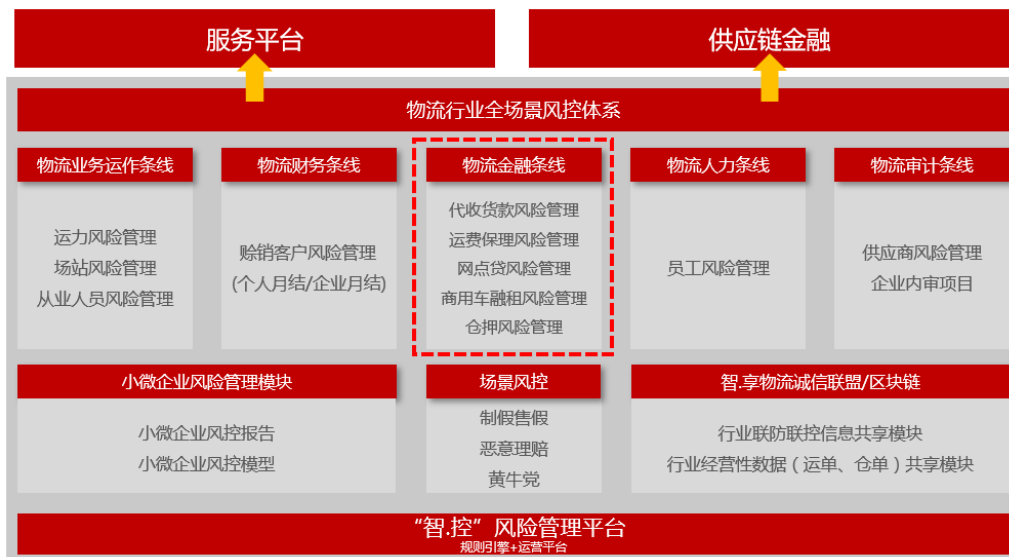 服务平台
供应链金融
物流行业全场景风控体系
物流业务运作条线
运力风险管理
场站风险管理
从业人员风险管理
物流财务条线
赊销客户风险管理
(个人月结/企业月结)
物流金融条线
代收货款风险管理
运费保理风险管理
网点贷风险管理
商用车融租风险管理
仓押风险管理
物流人力条线
员工风险管理
物流审计条线
供应商风险管理
企业内审项目
小微企业风险管理模块
小微企业风控报告
小微企业风控模型
场景风控
制假售假
恶意理赔
黄牛党
智.享物流诚信联盟/区块链
行业联防联控信息共享模块
行业经营性数据（运单、仓单）共享模块
“智.控”风险管理平台
规则引擎+运营平台